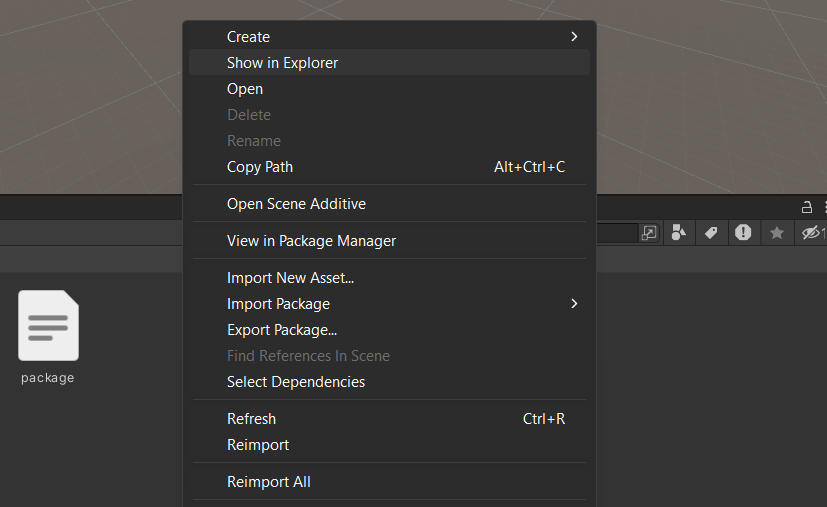 Create
Show in Explorer
Open
Delete
Rename
Copy Path Alt+Ctrl+C
Open Scene Additive
View in Package Manager
Import New Asset...
Import Package
Export Package...
Find References In Scene
Select Dependencies
Refresh Ctrl+R
Reimport
Reimport All
package